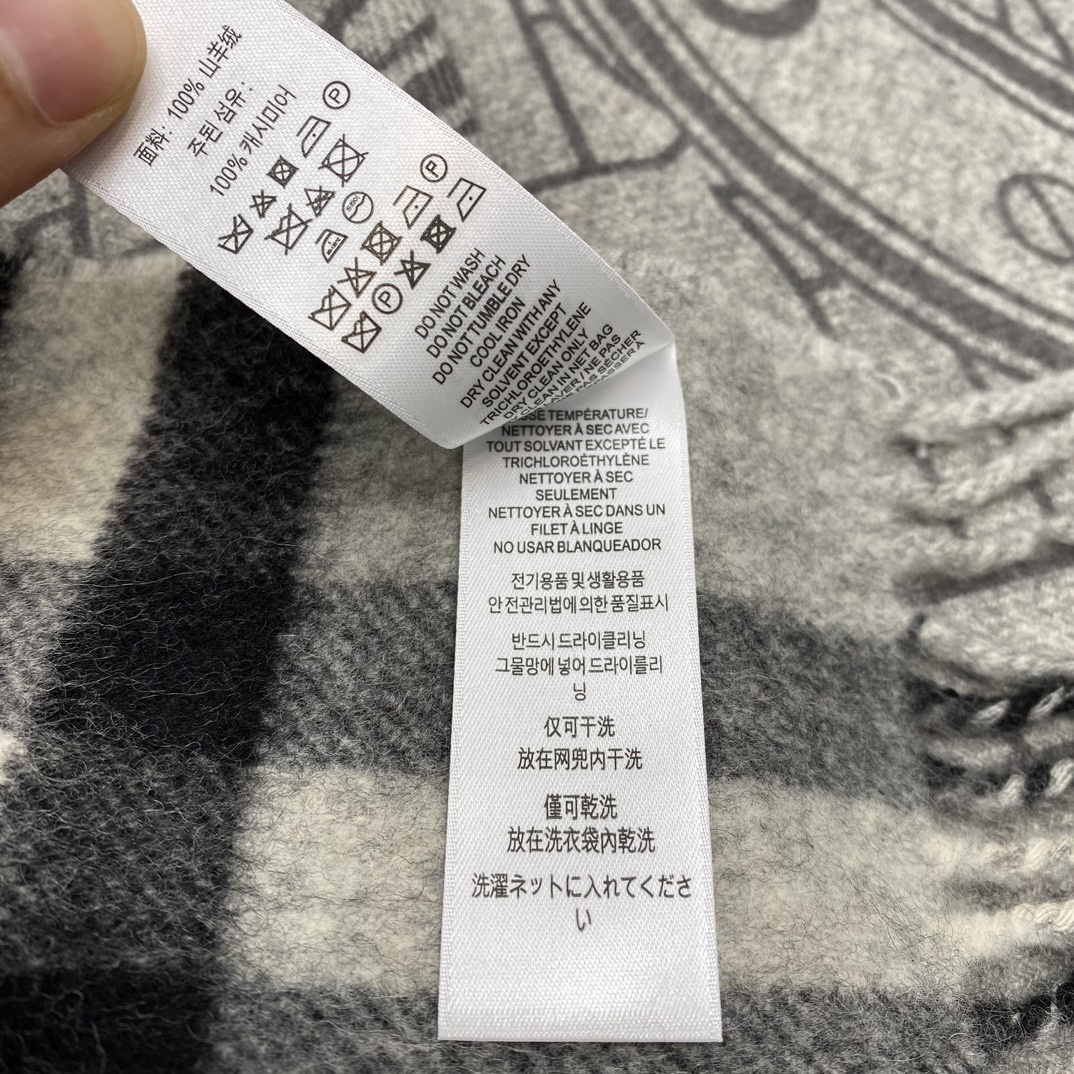 面料: 100% 山羊绒
주된 섬유 :
100% 캐시미어
P
P
P
DO NOT WASH
DO NOT BLEACH
DO NOT TUMBLE DRY
COOL IRON
DRY CLEAN WITH ANY
SOLVENT EXCEPT
TRICHLOROETHYLENE
DRY CLEAN ONLY
CLEAN IN NET BAG
LAVER / NE PAS
PAS SÉCHER
PASSER À
TEMPÉRATURE/
NETTOYER À SEC AVEC
TOUT SOLVANT EXCEPTÉ LE
TRICHLOROÉTHYLÈNE
NETTOYER À SEC
SEULEMENT
NETTOYER À SEC DANS UN
FILET À LINGE
NO USAR BLANQUEADOR
전기용품 및 생활용품
안 전관리법에 의한 품질표시
반드시 드라이클리닝
그물망에 넣어 드라이클리
닝
仅可干洗
放在网兜内干洗
僅可乾洗
放在洗衣袋內乾洗
洗濯ネットに入れてくださ
い